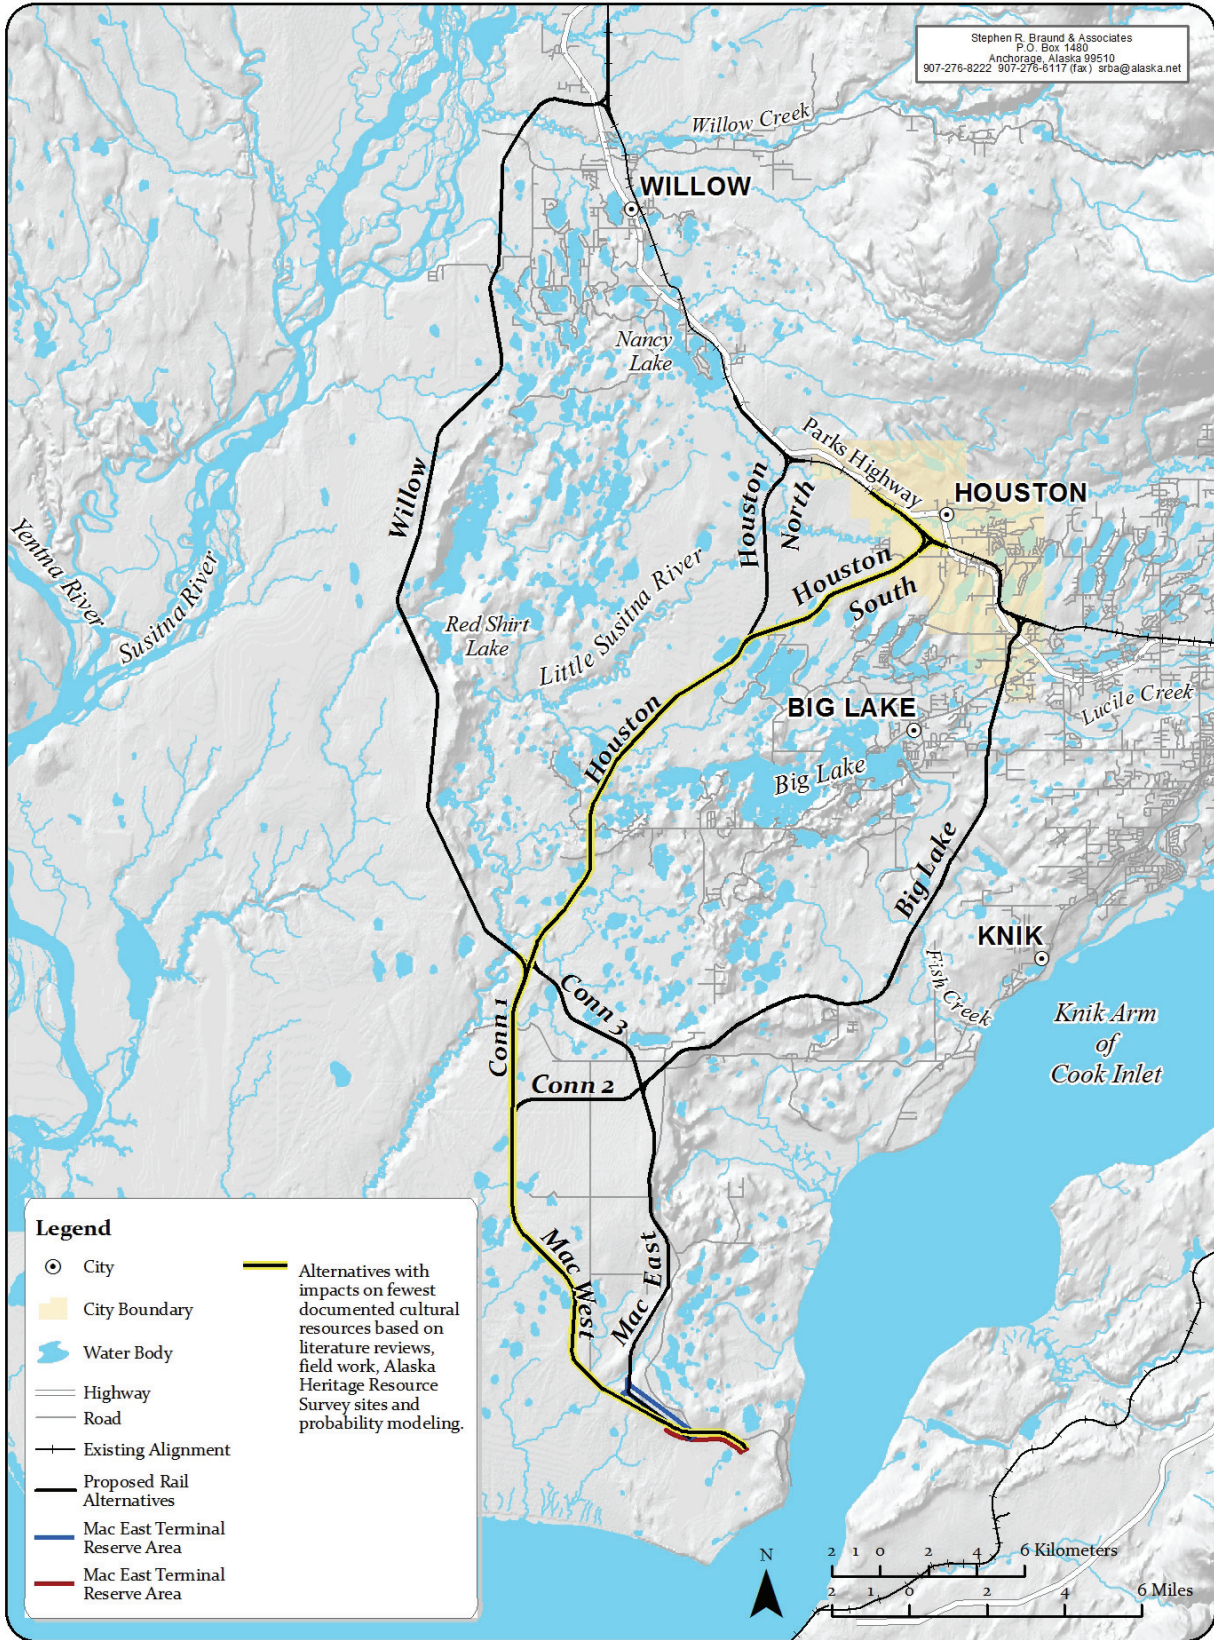 Stephen R. Braund & Associates
P.O. Box 1480
Anchorage, Alaska 99510
907-276-8222 907-276-6117 (fax) srba@alaska.net
Willow Creek
WILLOW
Nancy
Lake
Parks Highway
HOUSTON
Houston
North
Willow
Houston
South
Yentna River
Susitna River
Red Shirt
Lake
Little Susitna River
Lucile Creek
BIG LAKE
Houston
Big Lake
Big Lake
KNIK
Fish Creek
Conn 3
Conn 1
Knik Arm
of
Cook Inlet
Conn 2
Mac West
Mac East
Legend
City
City Boundary
Water Body
Highway
Road
Existing Alignment
Proposed Rail
Alternatives
Mac East Terminal
Reserve Area
Mac East Terminal
Reserve Area
Alternatives with
impacts on fewest
documented cultural
resources based on
literature reviews,
field work, Alaska
Heritage Resource
Survey sites and
probability modeling.
N
2 1 0 2 4 6 Kilometers
2 1 0 2 4 6 Miles